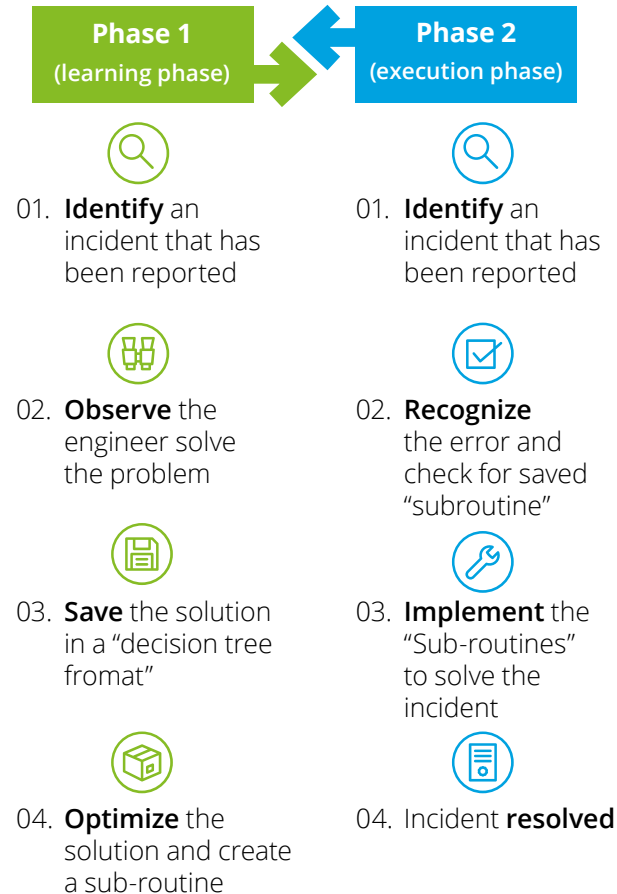 Phase 1
(learning phase)
01. Identify an
incident that has
been reported
02. Observe the
engineer solve
the problem
03. Save the solution
in a “decision tree
fromat”
04. Optimize the
solution and create
a sub-routine
Phase 2
(execution phase)
01. Identify an
incident that has
been reported
02. Recognize
the error and
check for saved
“subroutine”
03. Implement the
“Sub-routines”
to solve the
incident
04. Incident resolved